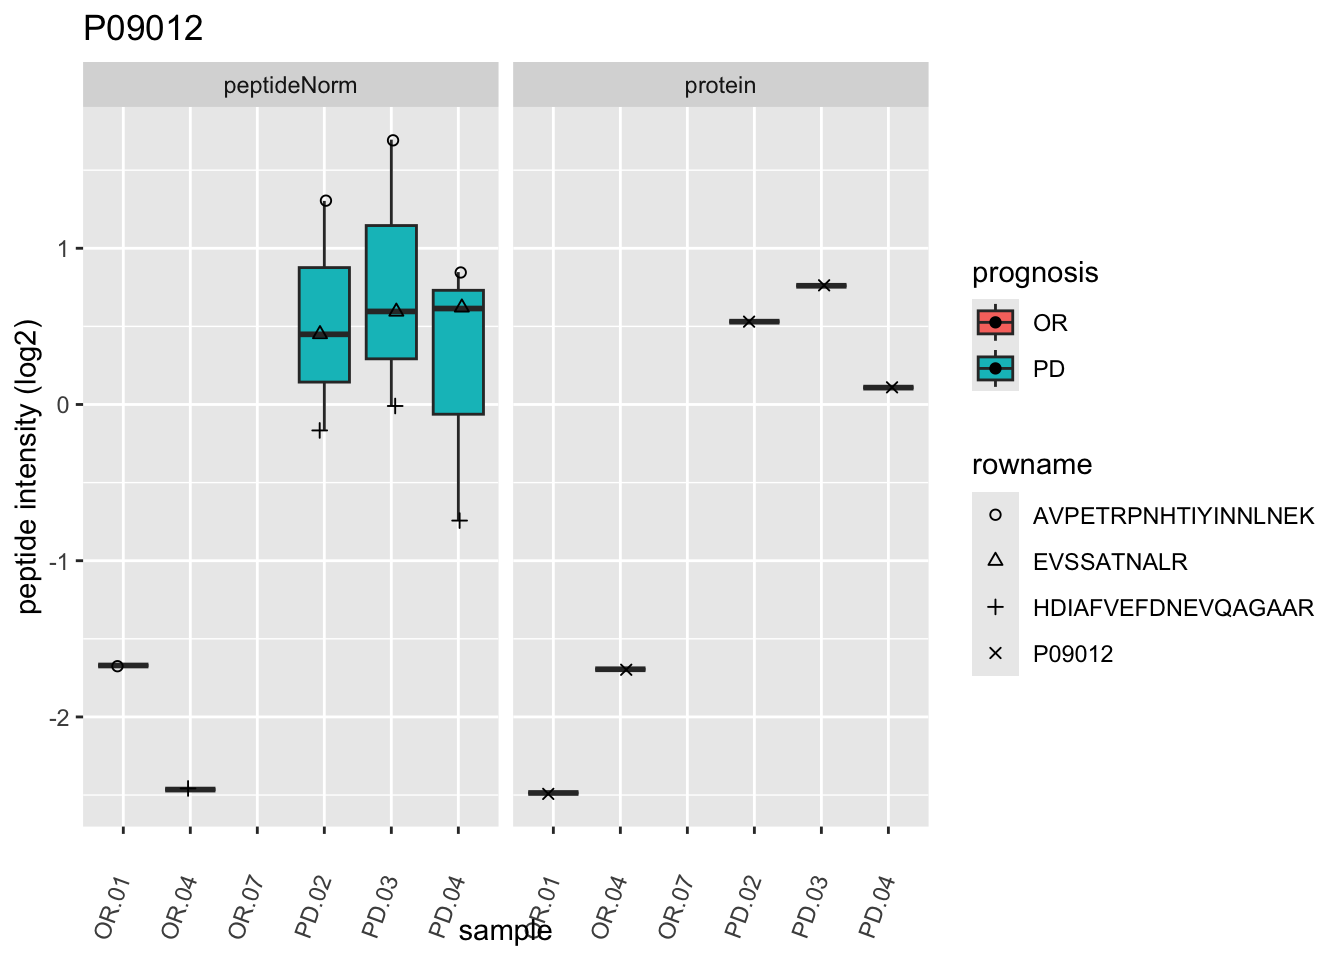 P09012
peptideNorm
protein
peptide intensity (log2)
1
0
-1
-2
OR.01
OR.04
OR.07
PD.02
PD.03
PD.04
OR.01
OR.04
OR.07
PD.02
PD.03
PD.04
sample
prognosis
OR
PD
rowname
AVPETRPNHTIYINNLNEK
EVSSATNALR
HDIAFVEFDNEVQAGAAR
P09012